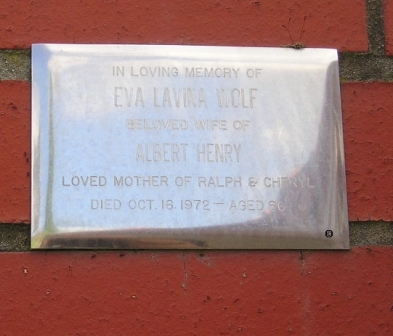 IN LOVING MEMORY OF
EVA LAVINA WOLF
BELOVED WIFE OF
ALBERT HENRY
LOVED MOTHER OF RALPH & CHERYL
DIED OCT. 16. 1972 — AGED